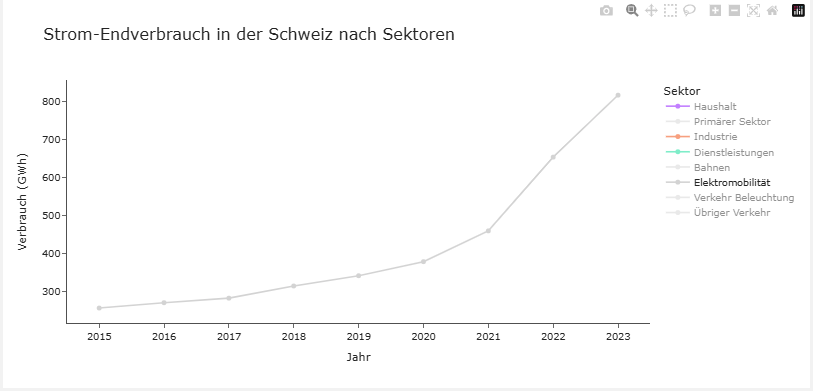 Strom-Endverbrauch in der Schweiz nach Sektoren
Sektor
Haushalt
Primärer Sektor
Industrie
Dienstleistungen
Bahnen
Elektromobilität
Verkehr Beleuchtung
Übriger Verkehr
Verbrauch (GWh)
800
700
600
500
400
300
2015 2016 2017 2018 2019 2020 2021 2022 2023
Jahr